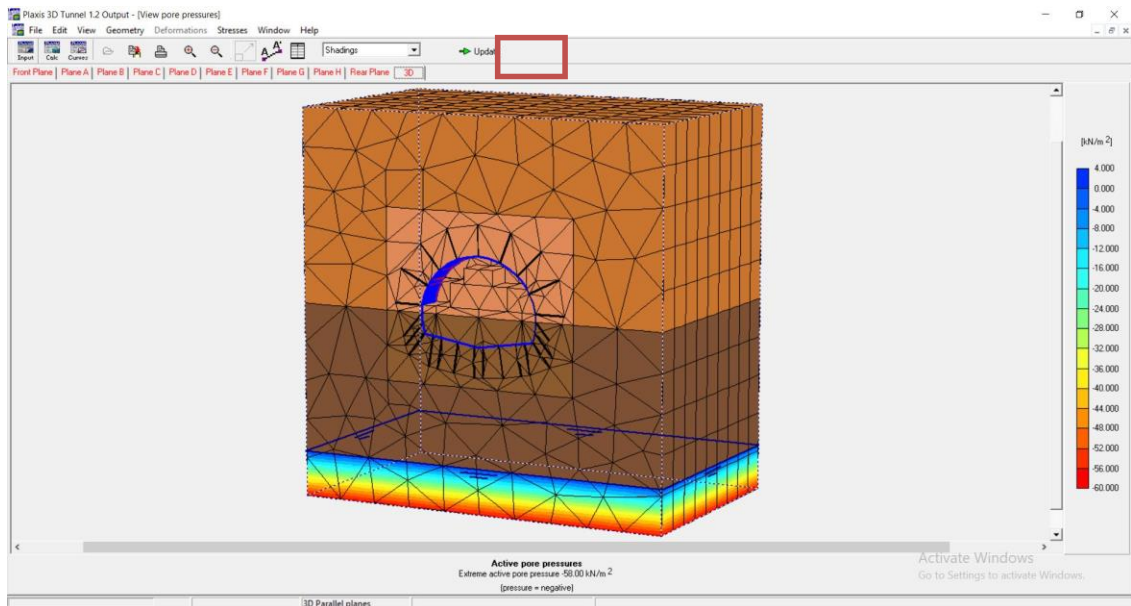 Plaxis 3D Tunnel 1.2 Output - [View pore pressures]
File Edit View Geometry Deformations Stresses Window Help
Input Calc Curves A A' Shadings Updat
Front Plane Plane A Plane B Plane C Plane D Plane E Plane F Plane G Plane H Rear Plane 3D
[kN/m 2]
4.000
0.000
-4.000
-8.000
-12.000
-16.000
-20.000
-24.000
-28.000
-32.000
-36.000
-40.000
-44.000
-48.000
-52.000
-56.000
-60.000
Active pore pressures
Extreme active pore pressure -58.00 kN/m 2
(pressure = negative)
Activate Windows
Go to Settings to activate Windows.
3D Parallel planes